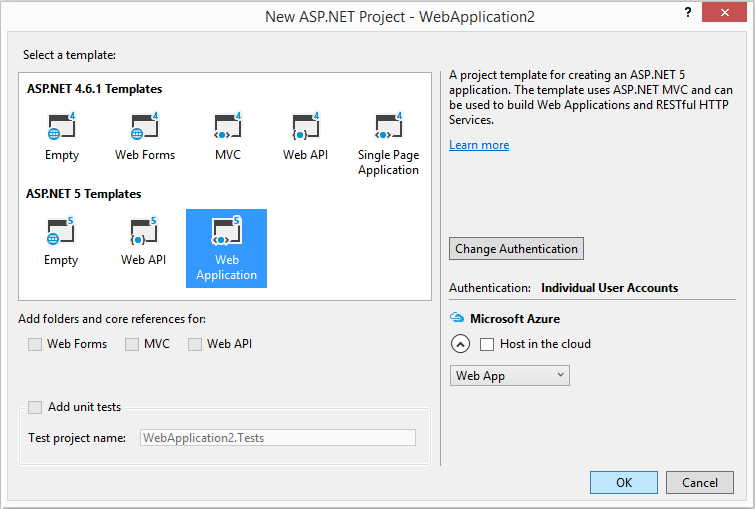 New ASP.NET Project - WebApplication2
?
x
Select a template:
ASP.NET 4.6.1 Templates
4
4
4
4
4
Empty
Web Forms
MVC
Web API
Single Page
Application
ASP.NET 5 Templates
5
5
5
Empty
Web API
Web
Application
Add folders and core references for:
Web Forms
MVC
Web API
Add unit tests
Test project name:
WebApplication2.Tests
A project template for creating an ASP.NET 5
application. The template uses ASP.NET MVC and can
be used to build Web Applications and RESTful HTTP
Services.
Learn more
Change Authentication
Authentication: Individual User Accounts
Microsoft Azure
Host in the cloud
Web App
OK
Cancel